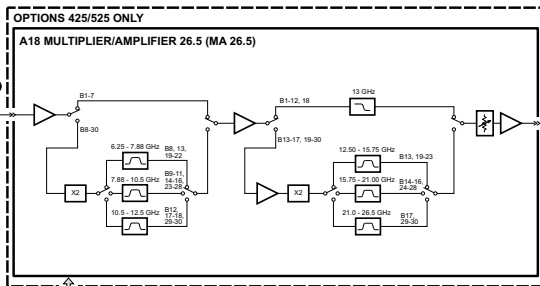 OPTIONS 425/525 ONLY
A18 MULTIPLIER/AMPLIFIER 26.5 (MA 26.5)
B1-7
B8-30
6.25 - 7.88 GHz
B8, 13,
19-22
7.88 - 10.5 GHz
B9-11,
14-16,
23-28
10.5 - 12.5 GHz
B12,
17-18,
29-30
X2
B1-12, 18
13 GHz
B13-17, 19-30
X2
12.50 - 15.75 GHz
B13, 19-23
15.75 - 21.00 GHz
B14-16,
24-28
21.0 - 26.5 GHz
B17,
29-30